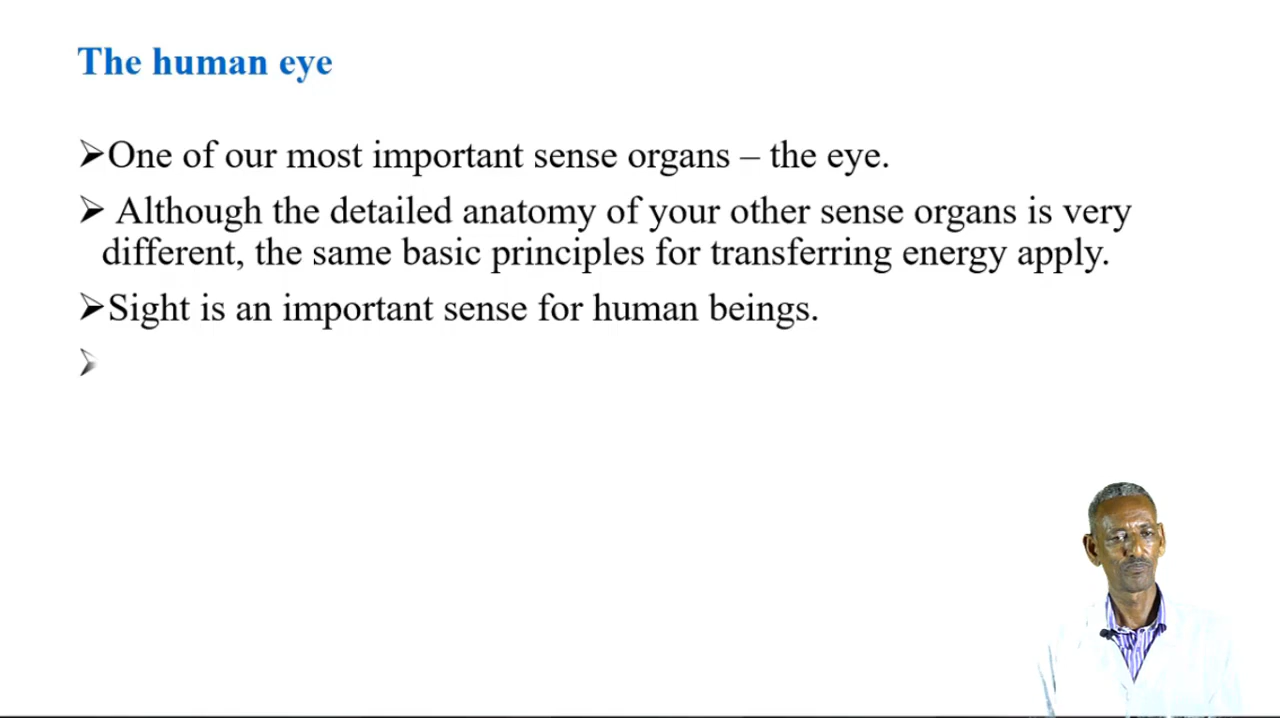 The human eye
➢One of our most important sense organs – the eye.
➢ Although the detailed anatomy of your other sense organs is very
different, the same basic principles for transferring energy apply.
➢Sight is an important sense for human beings.
➢